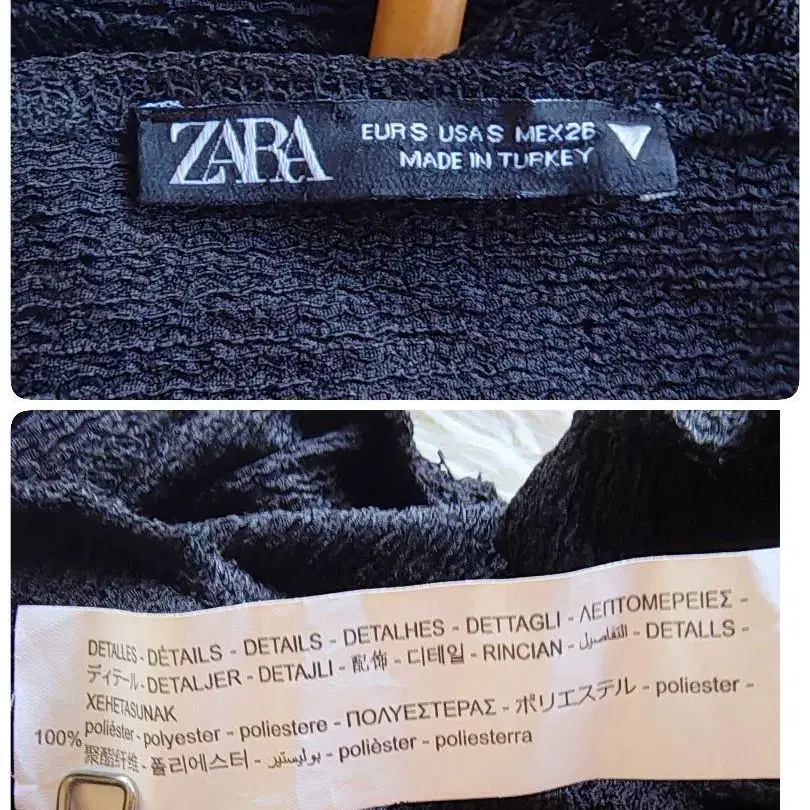 ZARA
EUR S USA S MEX 26
MADE IN TURKEY
DETALLES - DÉTAILS - DETAILS - DETALHES - DETTAGLI - ΛΕΠΤΟΜΕΡΕΙΕΣ -
ディテール - DETALJER - DETAJLI - 配饰 - 디테일 - RINCIAN - التفاصيل - DETALLS -
XEHETASUNAK
100% poliéster - polyester - poliestere - ΠΟΛΥΕΣΤΕΡΑΣ - ポリエステル - poliester -
聚酯纤维 - 폴리에스터 - بوليستير - polièster - poliesterra